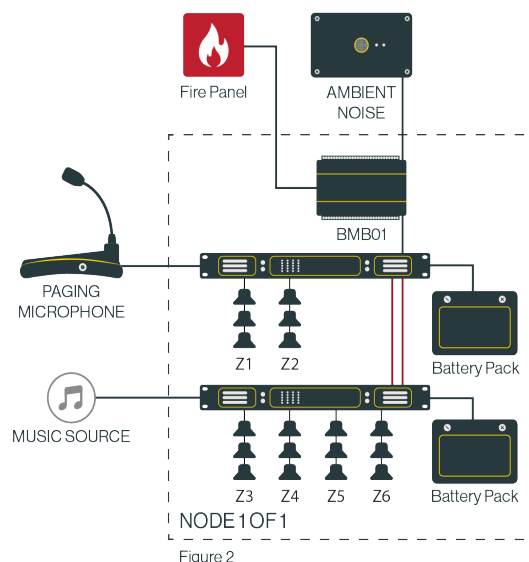 Fire Panel
AMBIENT
NOISE
BMB01
PAGING
MICROPHONE
Z1 Z2
Battery Pack
MUSIC SOURCE
Z3 Z4 Z5 Z6
Battery Pack
NODE 1 OF 1
Figure 2